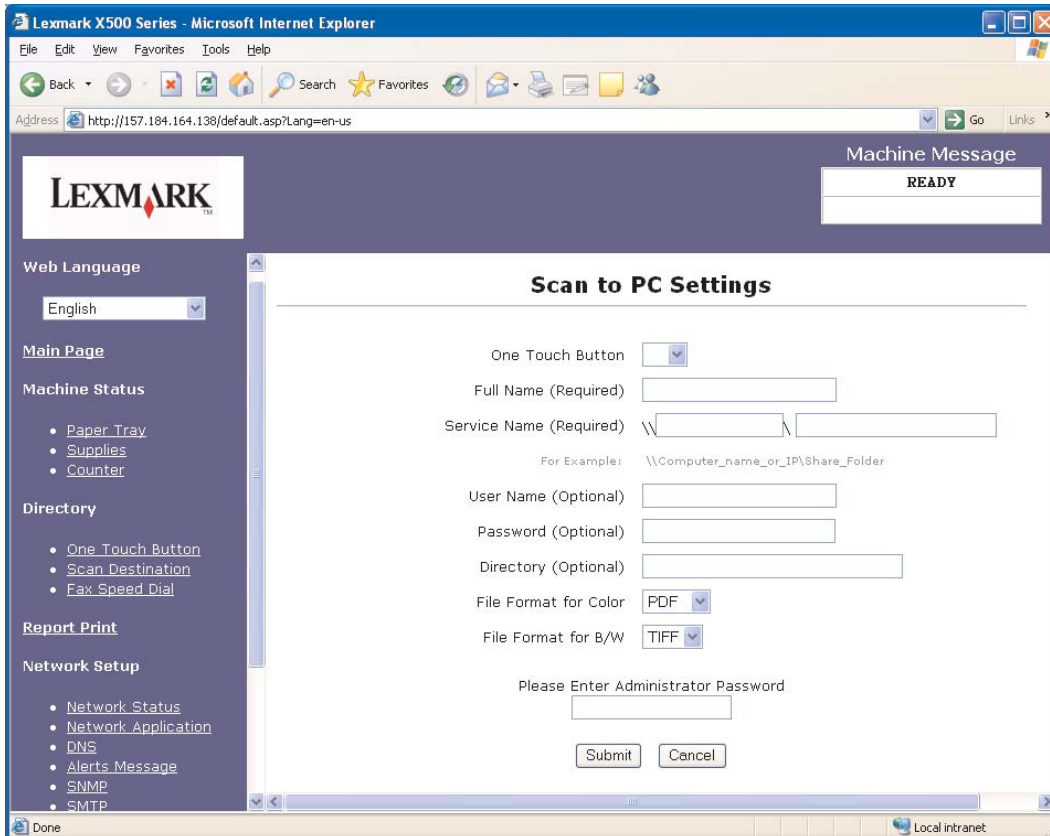 Lexmark X500 Series - Microsoft Internet Explorer
File Edit View Favorites Tools Help
Back Search Favorites
Address http://157.184.164.138/default.asp?Lang=en-us Go Links
LEXMARK™
Machine Message
READY
Web Language
English
Main Page
Machine Status
• Paper Tray
• Supplies
• Counter
Directory
• One Touch Button
• Scan Destination
• Fax Speed Dial
Report Print
Network Setup
• Network Status
• Network Application
• DNS
• Alerts Message
• SNMP
• SMTP
Scan to PC Settings
One Touch Button
Full Name (Required)
Service Name (Required) \\ \
For Example: \\Computer_name_or_IP\Share_Folder
User Name (Optional)
Password (Optional)
Directory (Optional)
File Format for Color PDF
File Format for B/W TIFF
Please Enter Administrator Password
Submit Cancel
Done Local intranet